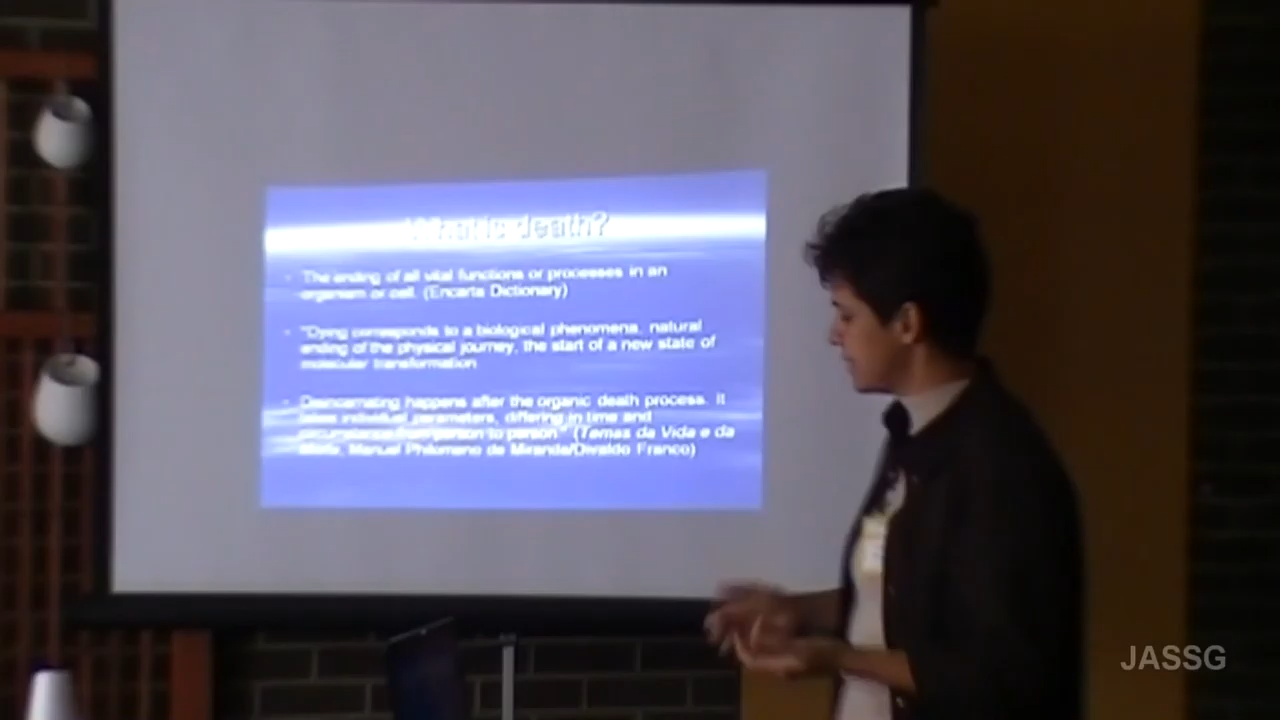 What is death?
- The ending of all vital functions or processes in an
organism or cell. (Encarta Dictionary)
- "Dying corresponds to a biological phenomena, natural
ending of the physical journey, the start of a new state of
molecular transformation
- Desincarnating happens after the organic death process. It
takes individual parameters, differing in time and
circumstance from person to person." (Temas da Vida e da
Morte, Manuel Philomeno de Miranda/Divaldo Franco)
JASSG